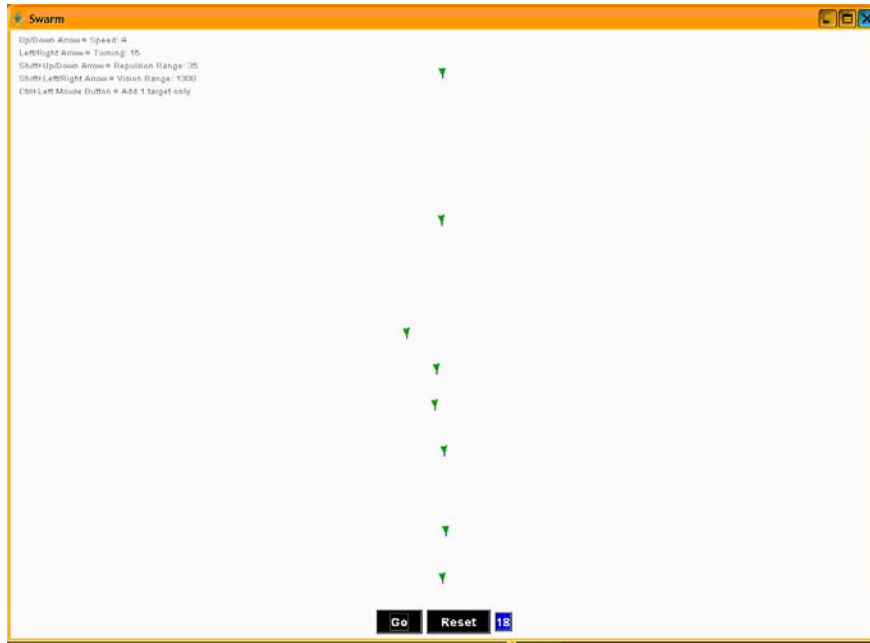 Swarm
Up/Down Arrow = Speed: 4
Left/Right Arrow = Turning: 15
Shift+Up/Down Arrow = Repulsion Range: 35
Shift+Left/Right Arrow = Vision Range: 1300
Ctrl+Left Mouse Button = Add 1 target only
Go Reset 18